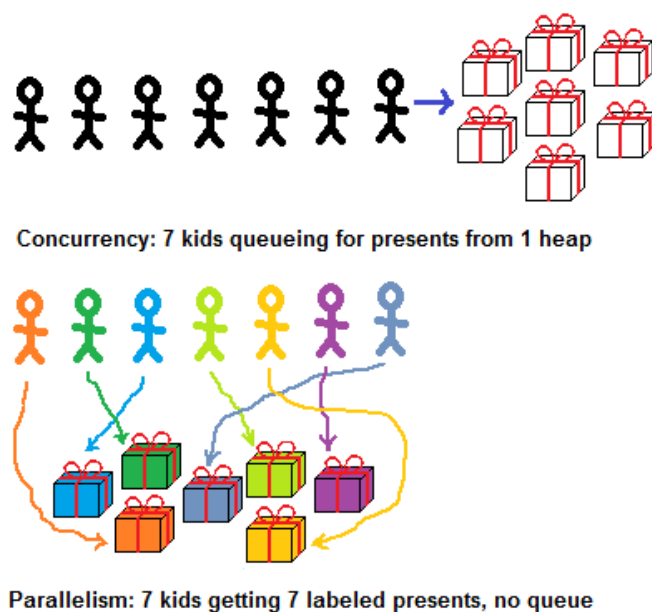 Concurrency: 7 kids queueing for presents from 1 heap
Parallelism: 7 kids getting 7 labeled presents, no queue